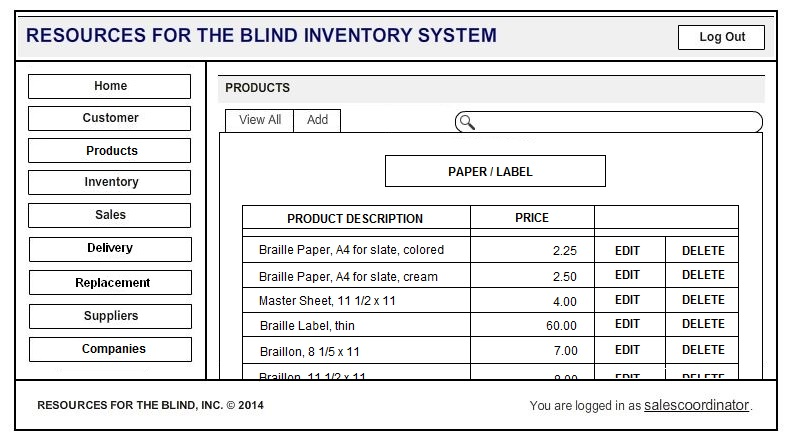 RESOURCES FOR THE BLIND INVENTORY SYSTEM
Log Out
Home
Customer
Products
Inventory
Sales
Delivery
Replacement
Suppliers
Companies
PRODUCTS
View All Add
PAPER / LABEL
PRODUCT DESCRIPTION PRICE
Braille Paper, A4 for slate, colored 2.25 EDIT DELETE
Braille Paper, A4 for slate, cream 2.50 EDIT DELETE
Master Sheet, 11 1/2 x 11 4.00 EDIT DELETE
Braille Label, thin 60.00 EDIT DELETE
Braillon, 8 1/5 x 11 7.00 EDIT DELETE
Braillon, 11 1/2 x 11 EDIT DELETE
RESOURCES FOR THE BLIND, INC. © 2014
You are logged in as salescoordinator.